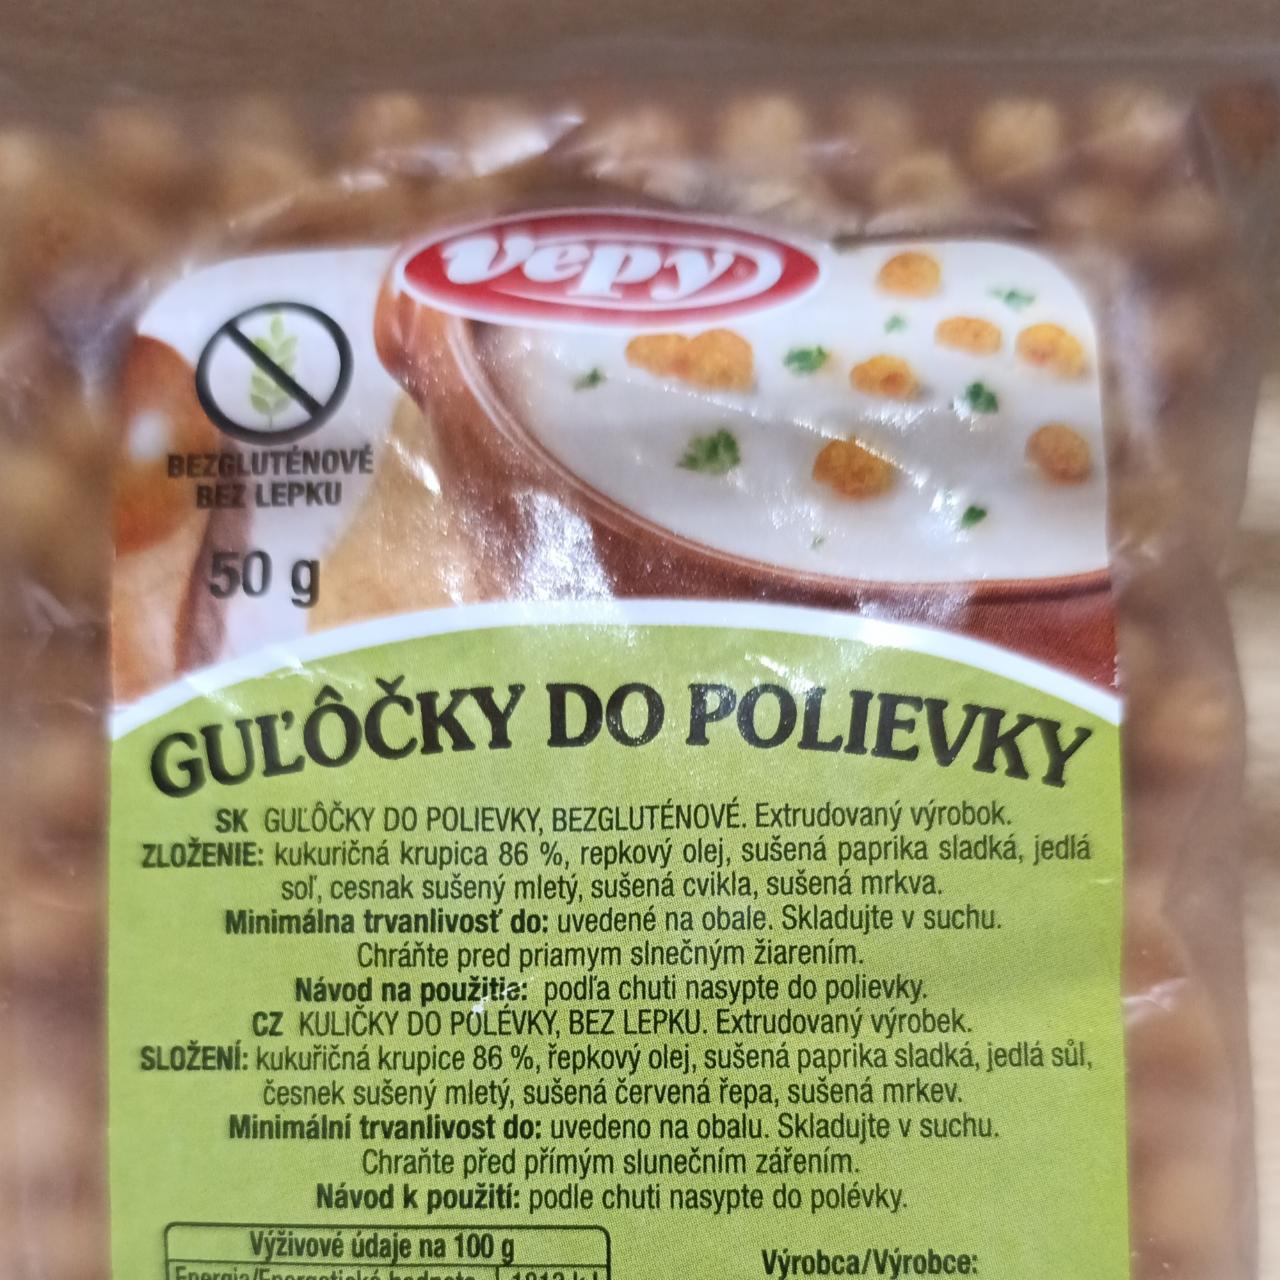 vepy
BEZGLUTÉNOVÉ
BEZ LEPKU
50 g
GUĽÔČKY DO POLIEVKY
SK GUĽÔČKY DO POLIEVKY, BEZGLUTÉNOVÉ. Extrudovaný výrobok.
ZLOŽENIE: kukuričná krupica 86 %, repkový olej, sušená paprika sladká, jedlá
soľ, cesnak sušený mletý, sušená cvikla, sušená mrkva.
Minimálna trvanlivosť do: uvedené na obale. Skladujte v suchu.
Chráňte pred priamym slnečným žiarením.
Návod na použitie: podľa chuti nasypte do polievky.
CZ KULIČKY DO POLÉVKY, BEZ LEPKU. Extrudovaný výrobek.
SLOŽENÍ: kukuřičná krupice 86 %, řepkový olej, sušená paprika sladká, jedlá sůl,
česnek sušený mletý, sušená červená řepa, sušená mrkev.
Minimální trvanlivost do: uvedeno na obalu. Skladujte v suchu.
Chraňte před přímým slunečním zářením.
Návod k použití: podle chuti nasypte do polévky.
Výživové údaje na 100 g
Výrobca/Výrobce: